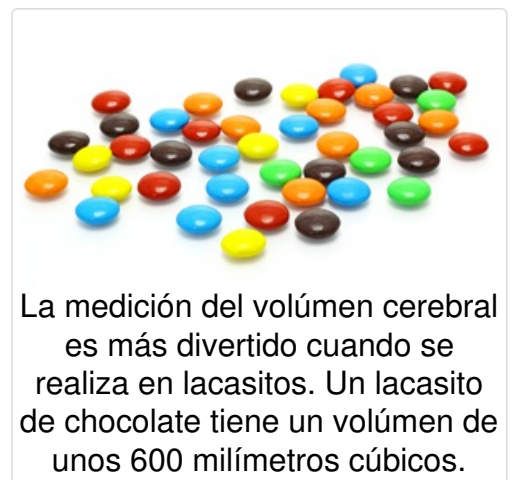 La medición del volúmen cerebral
es más divertido cuando se
realiza en lacasitos. Un lacasito
de chocolate tiene un volúmen de
unos 600 milímetros cúbicos.